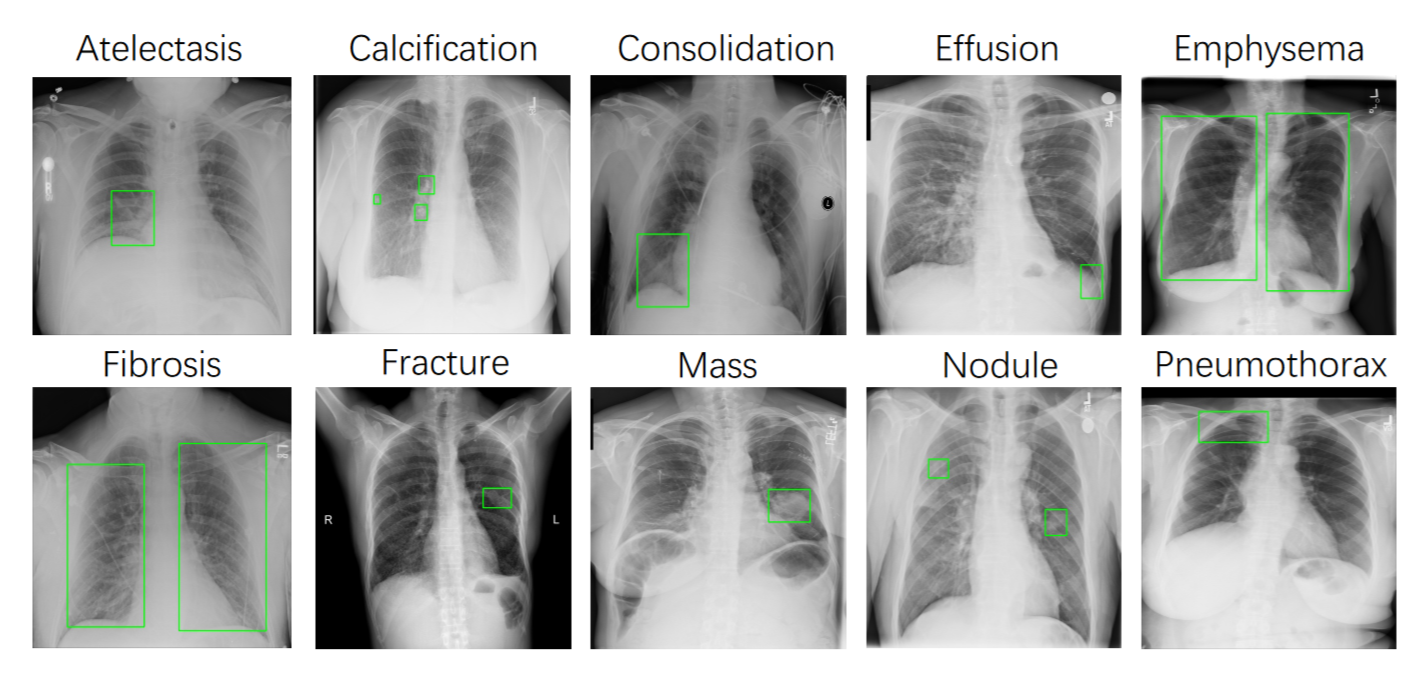 Atelectasis
Calcification
Consolidation
Effusion
Emphysema
Fibrosis
Fracture
Mass
Nodule
Pneumothorax
R
L